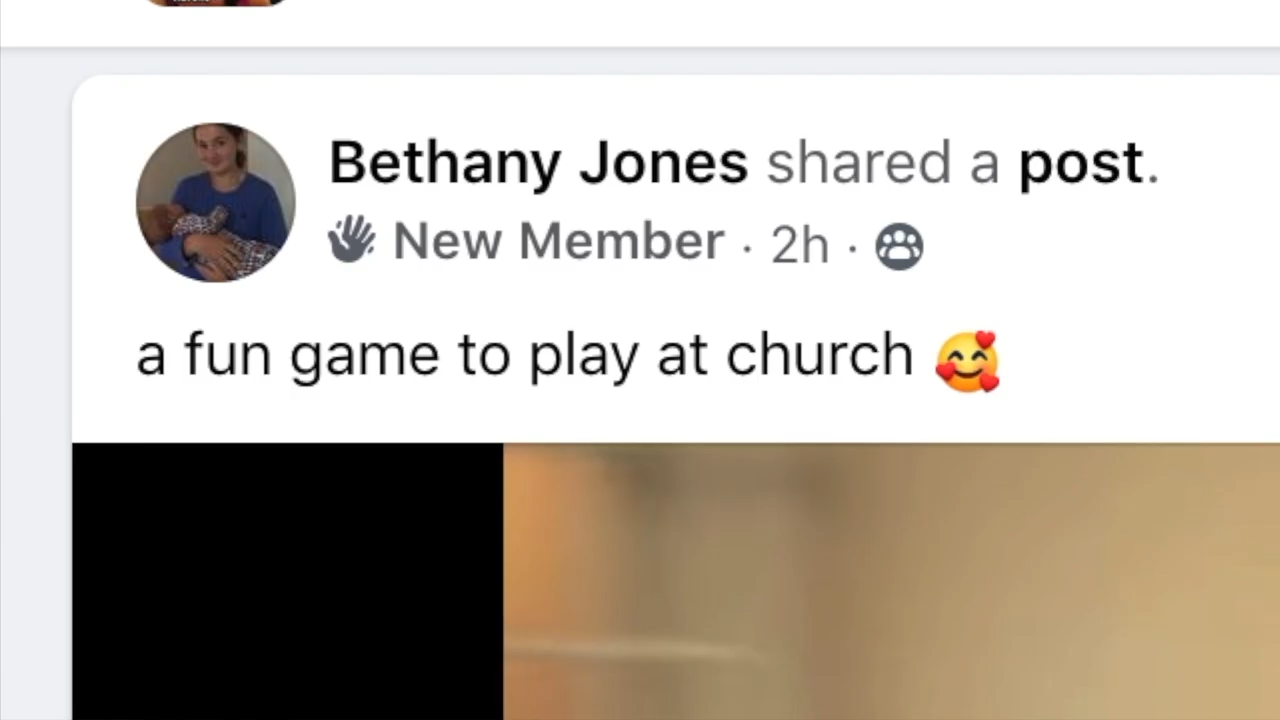 Bethany Jones shared a post.
New Member · 2h ·
a fun game to play at church 🥰